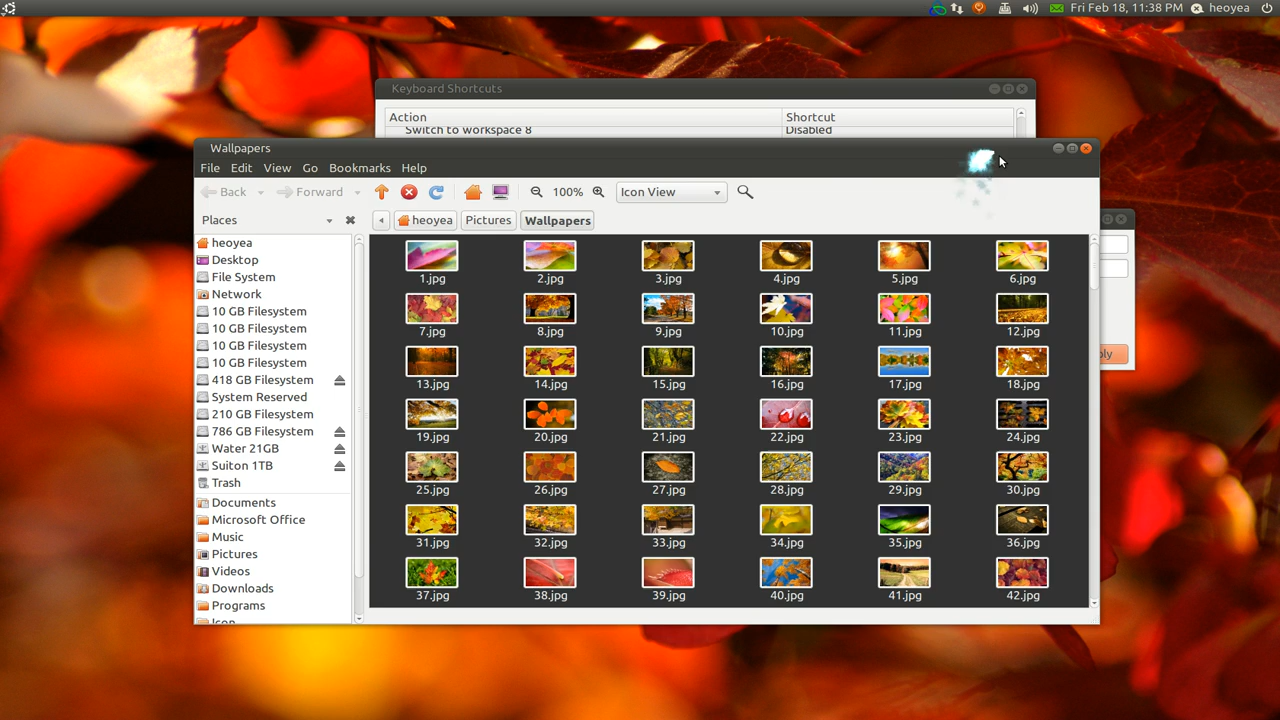 Fri Feb 18, 11:38 PM heoyea
Keyboard Shortcuts
Action Shortcut
Switch to workspace 8 Disabled
Wallpapers
File Edit View Go Bookmarks Help
Back Forward 100% Icon View
Places heoyea Pictures Wallpapers
heoyea
Desktop
File System
Network
10 GB Filesystem
10 GB Filesystem
10 GB Filesystem
10 GB Filesystem
418 GB Filesystem
System Reserved
210 GB Filesystem
786 GB Filesystem
Water 21GB
Suiton 1TB
Trash
Documents
Microsoft Office
Music
Pictures
Videos
Downloads
Programs
Icon
1.jpg 2.jpg 3.jpg 4.jpg 5.jpg 6.jpg
7.jpg 8.jpg 9.jpg 10.jpg 11.jpg 12.jpg
13.jpg 14.jpg 15.jpg 16.jpg 17.jpg 18.jpg
19.jpg 20.jpg 21.jpg 22.jpg 23.jpg 24.jpg
25.jpg 26.jpg 27.jpg 28.jpg 29.jpg 30.jpg
31.jpg 32.jpg 33.jpg 34.jpg 35.jpg 36.jpg
37.jpg 38.jpg 39.jpg 40.jpg 41.jpg 42.jpg